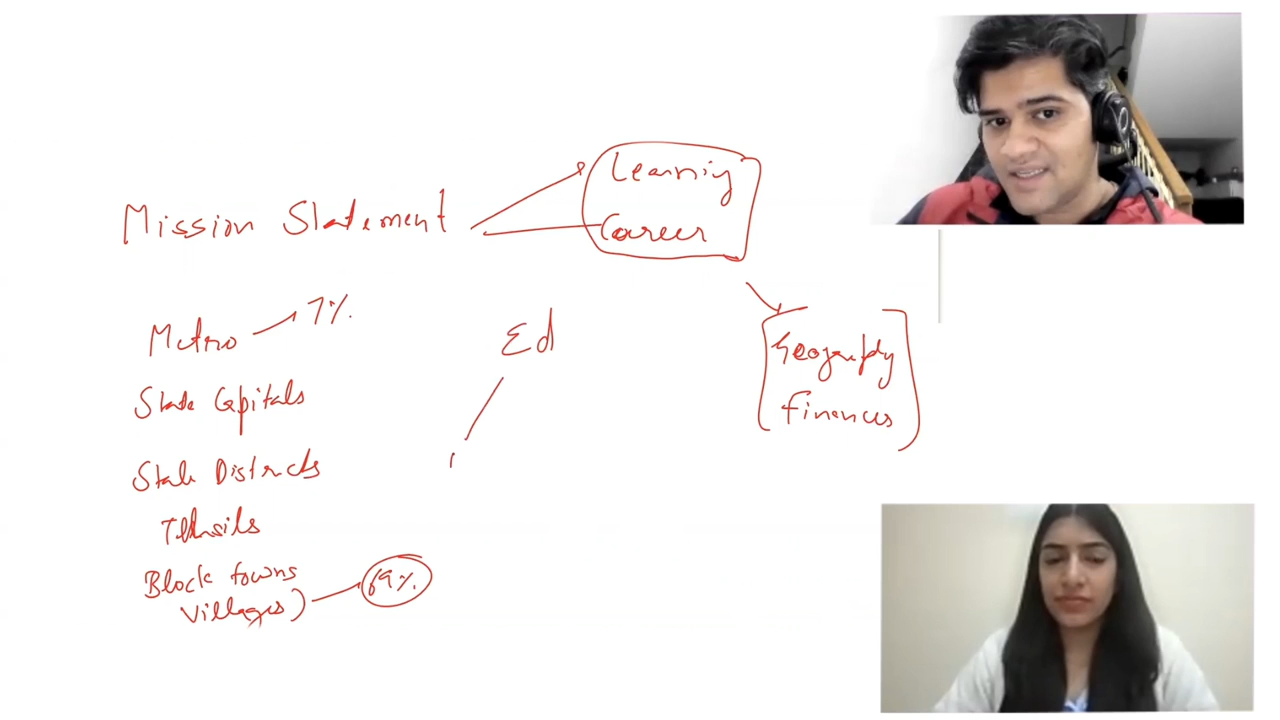 Learning
Mission Statement
Career
Metro 7%.
Ed
Geography
State Capitals
finances
State Districts
Tehsils
Block towns
villages) 69%.